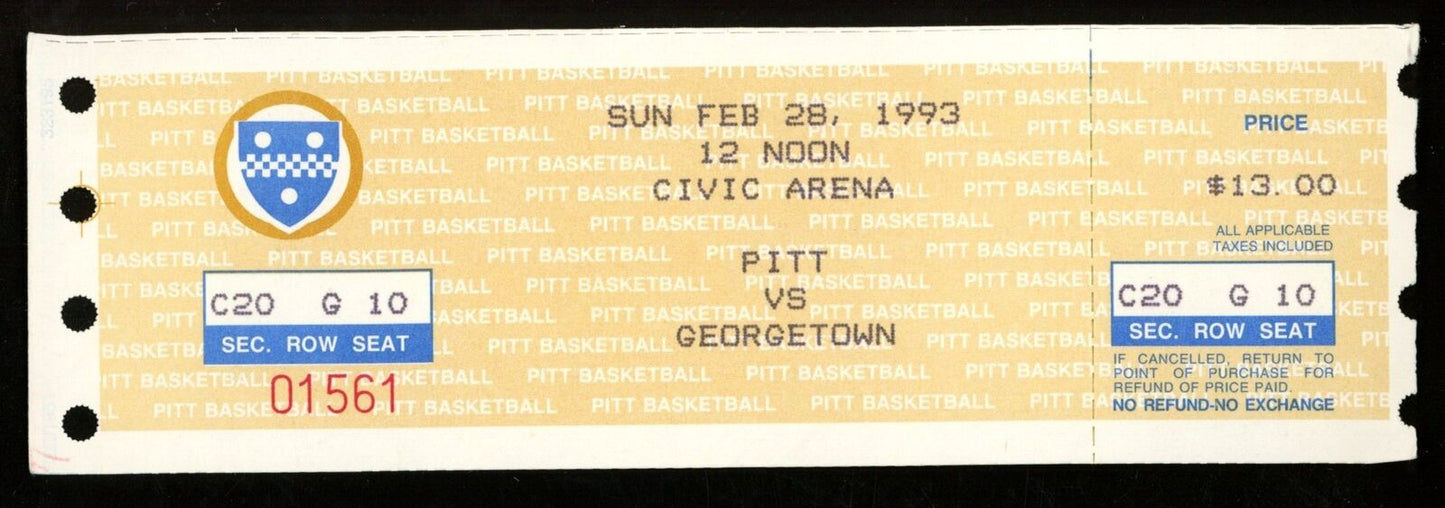 SUN FEB 28, 1993
12 NOON
CIVIC ARENA
PITT
VS
GEORGETOWN
C20 G 10
SEC. ROW SEAT
01561
PRICE
$13.00
ALL APPLICABLE
TAXES INCLUDED
C20 G 10
SEC. ROW SEAT
IF CANCELLED, RETURN TO
POINT OF PURCHASE FOR
REFUND OF PRICE PAID.
NO REFUND-NO EXCHANGE
PITT BASKETBALL